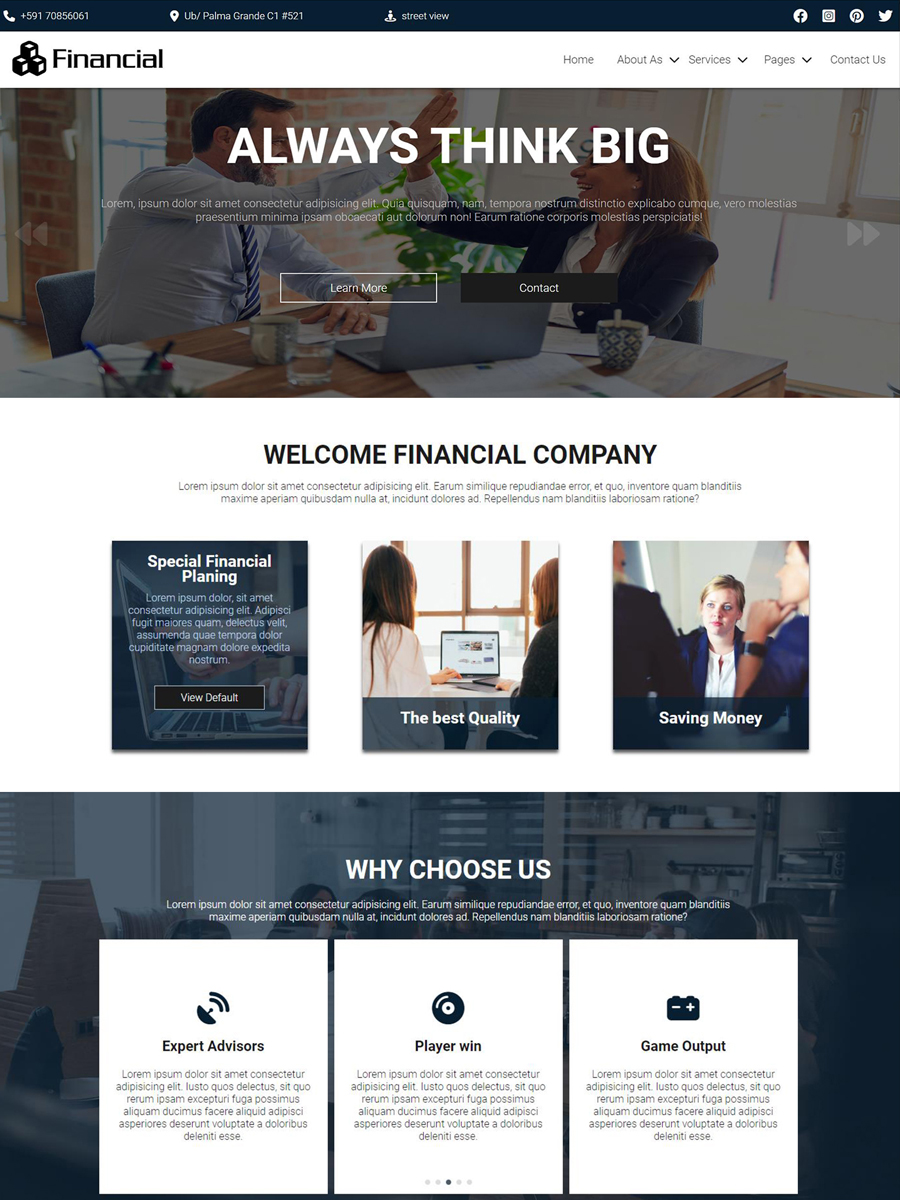 +591 70856061
Ub/ Palma Grande C1 #521
street view
Financial
Home
About As
Services
Pages
Contact Us
ALWAYS THINK BIG
Lorem, ipsum dolor sit amet consectetur adipisicing elit. Quia quisquam, nam, tempora nostrum distinctio explicabo cumque, vero molestias
praesentium minima ipsam obcaecati aut dolorum non! Earum ratione corporis molestias perspiciatis!
Learn More
Contact
WELCOME FINANCIAL COMPANY
Lorem ipsum dolor sit amet consectetur adipisicing elit. Earum similique repudiandae error, et quo, inventore quam blanditiis
maxime aperiam quibusdam nulla at, incidunt dolores ad. Repellendus nam blanditiis laboriosam ratione?
Special Financial
Planing
Lorem ipsum dolor, sit amet
consectetur adipisicing elit. Adipisci
fugit maiores quam, delectus velit,
assumenda quae tempora dolor
cupiditate magnam dolore expedita
nostrum.
View Default
The best Quality
Saving Money
WHY CHOOSE US
Lorem ipsum dolor sit amet consectetur adipisicing elit. Earum similique repudiandae error, et quo, inventore quam blanditiis
maxime aperiam quibusdam nulla at, incidunt dolores ad. Repellendus nam blanditiis laboriosam ratione?
Expert Advisors
Lorem ipsum dolor sit amet consectetur
adipisicing elit. Iusto quos delectus, sit quo
rerum ipsam excepturi fuga possimus
aliquam ducimus facere aliquid adipisci
asperiores deserunt voluptate a doloribus
deleniti esse.
Player win
Lorem ipsum dolor sit amet consectetur
adipisicing elit. Iusto quos delectus, sit quo
rerum ipsam excepturi fuga possimus
aliquam ducimus facere aliquid adipisci
asperiores deserunt voluptate a doloribus
deleniti esse.
Game Output
Lorem ipsum dolor sit amet consectetur
adipisicing elit. Iusto quos delectus, sit quo
rerum ipsam excepturi fuga possimus
aliquam ducimus facere aliquid adipisci
asperiores deserunt voluptate a doloribus
deleniti esse.